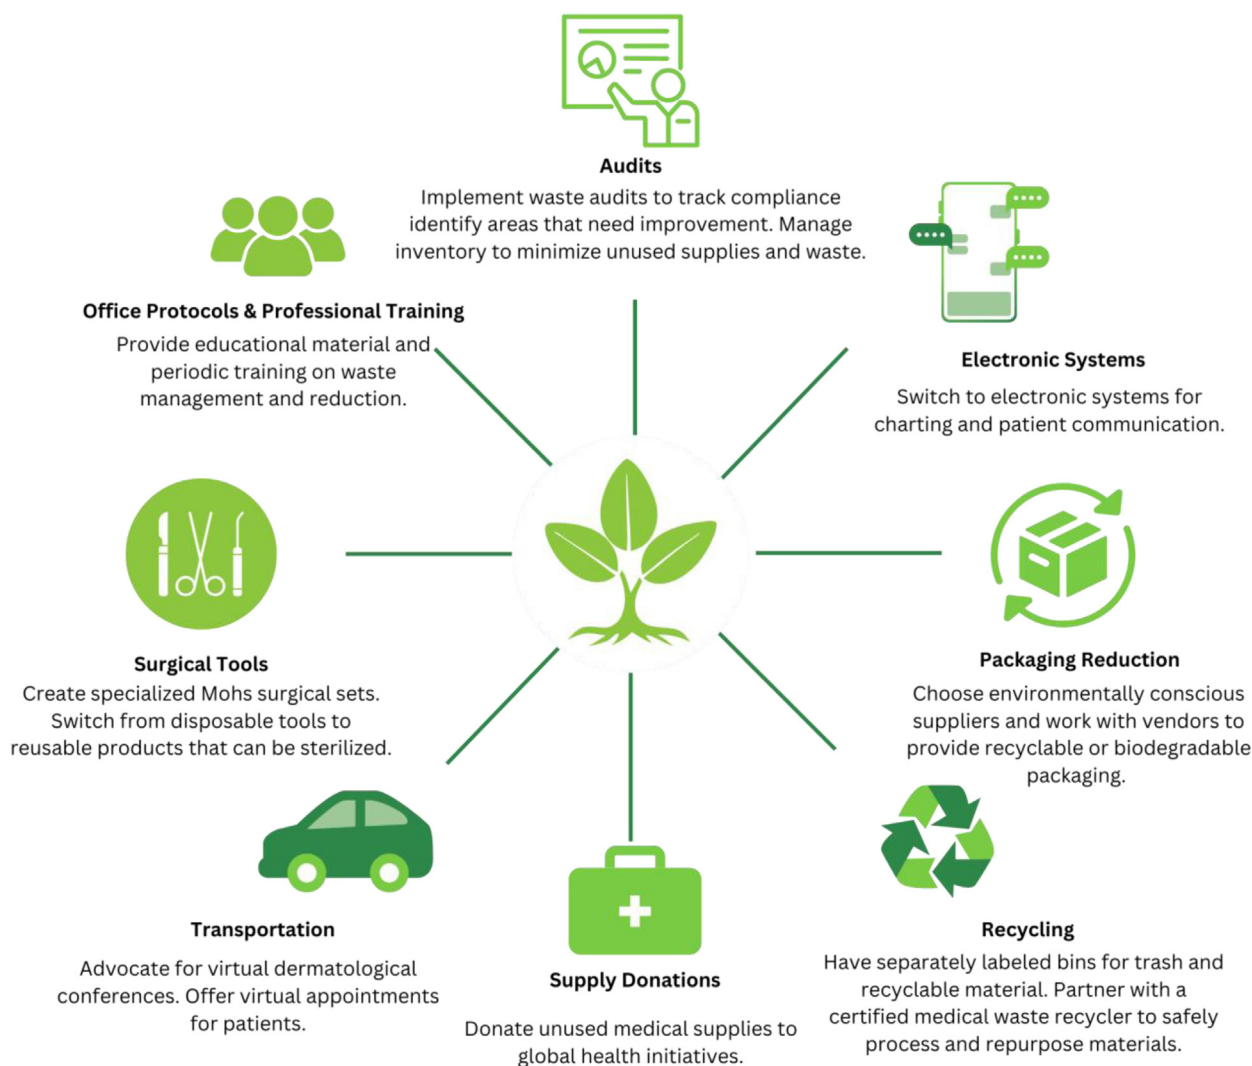 Audits
Implement waste audits to track compliance
identify areas that need improvement. Manage
inventory to minimize unused supplies and waste.
Office Protocols & Professional Training
Provide educational material and
periodic training on waste
management and reduction.
Electronic Systems
Switch to electronic systems for
charting and patient communication.
Surgical Tools
Create specialized Mohs surgical sets.
Switch from disposable tools to
reusable products that can be sterilized.
Packaging Reduction
Choose environmentally conscious
suppliers and work with vendors to
provide recyclable or biodegradable
packaging.
Transportation
Advocate for virtual dermatological
conferences. Offer virtual appointments
for patients.
Supply Donations
Donate unused medical supplies to
global health initiatives.
Recycling
Have separately labeled bins for trash and
recyclable material. Partner with a
certified medical waste recycler to safely
process and repurpose materials.